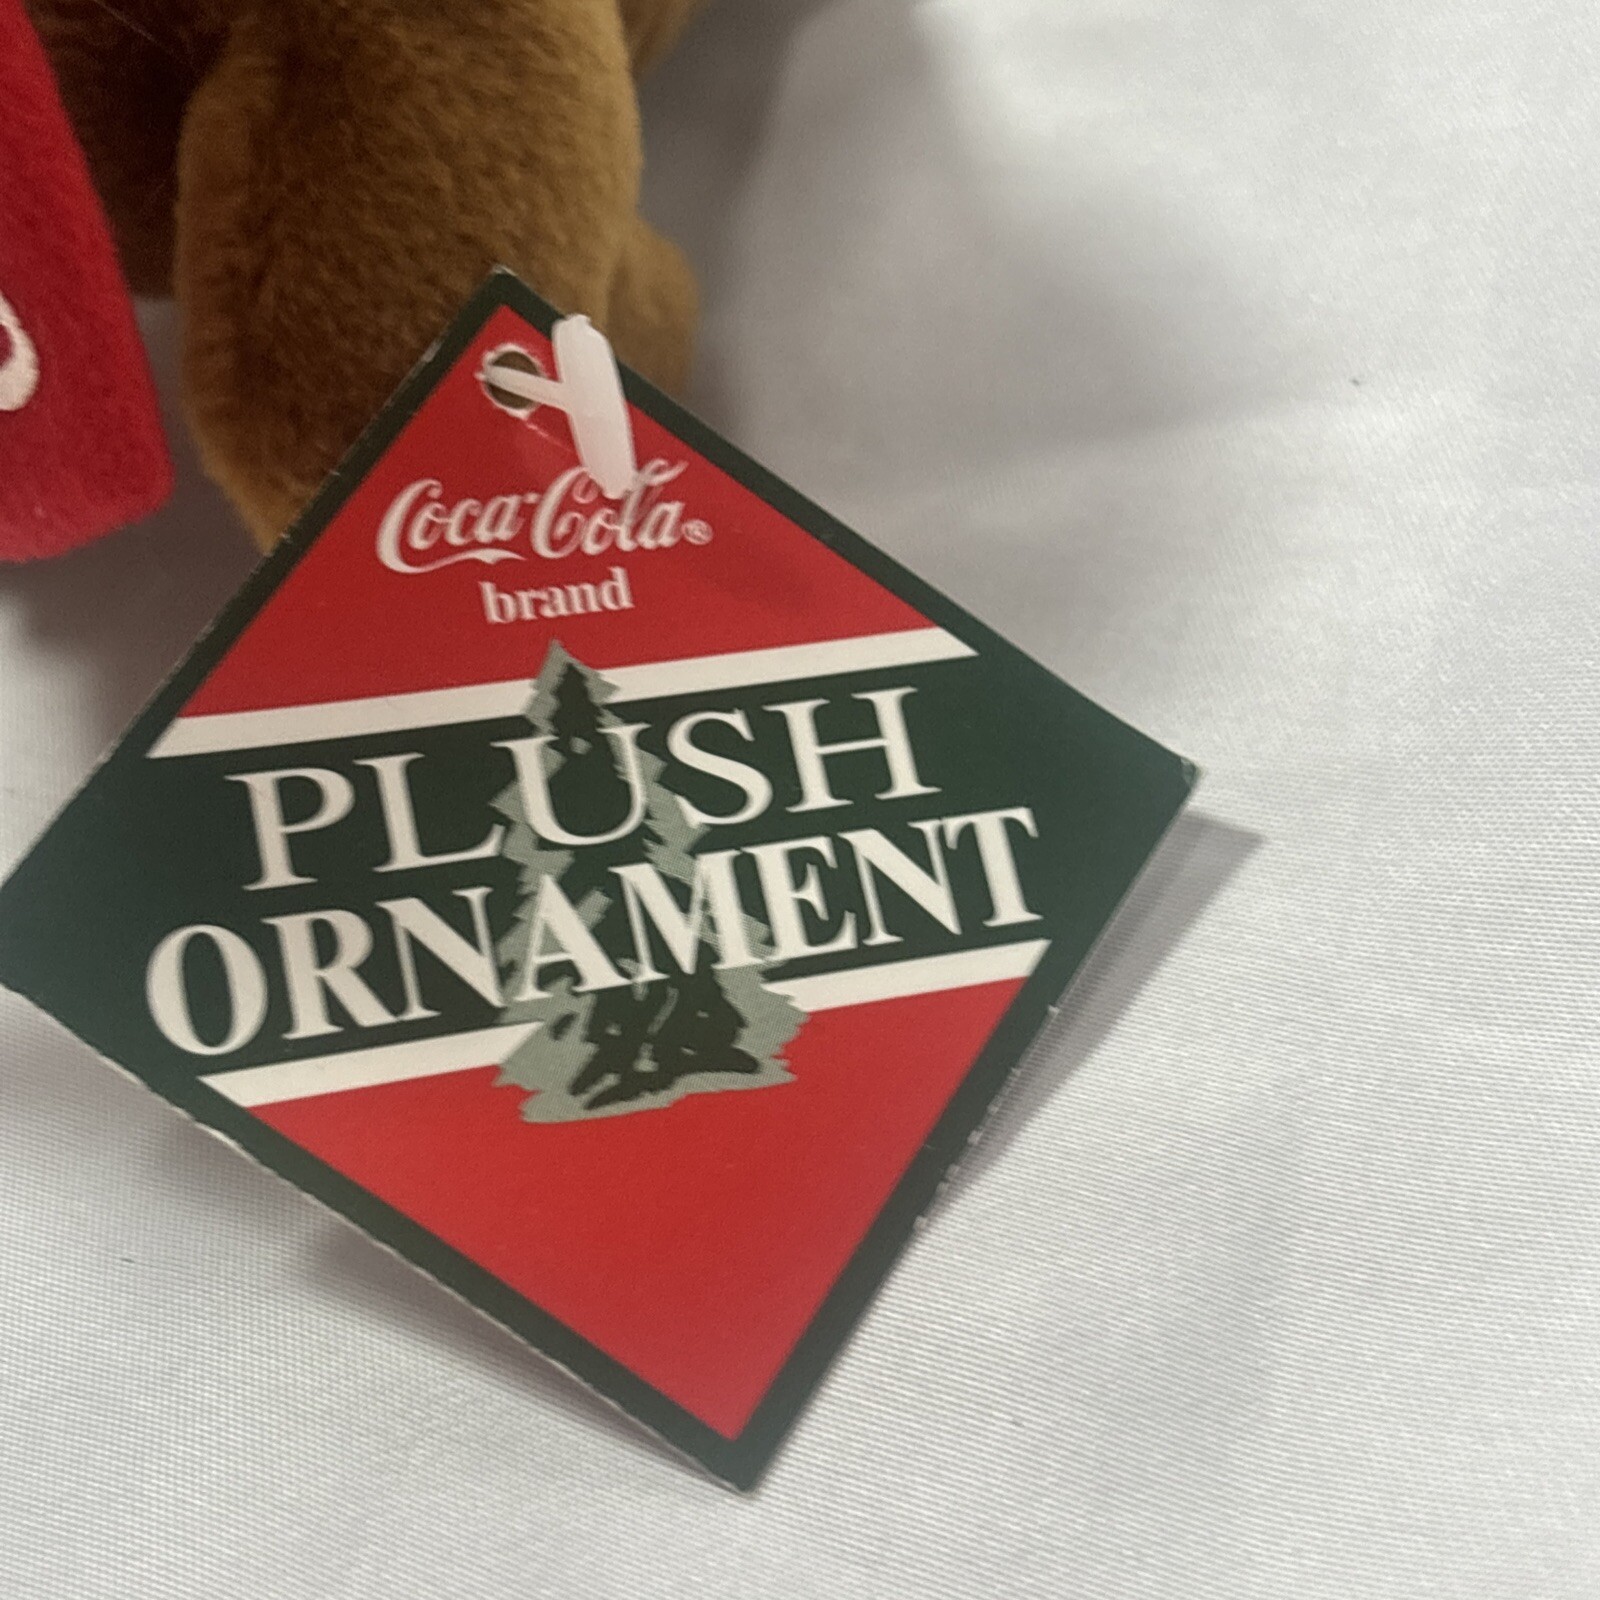 Coca-Cola®
brand
PLUSH
ORNAMENT